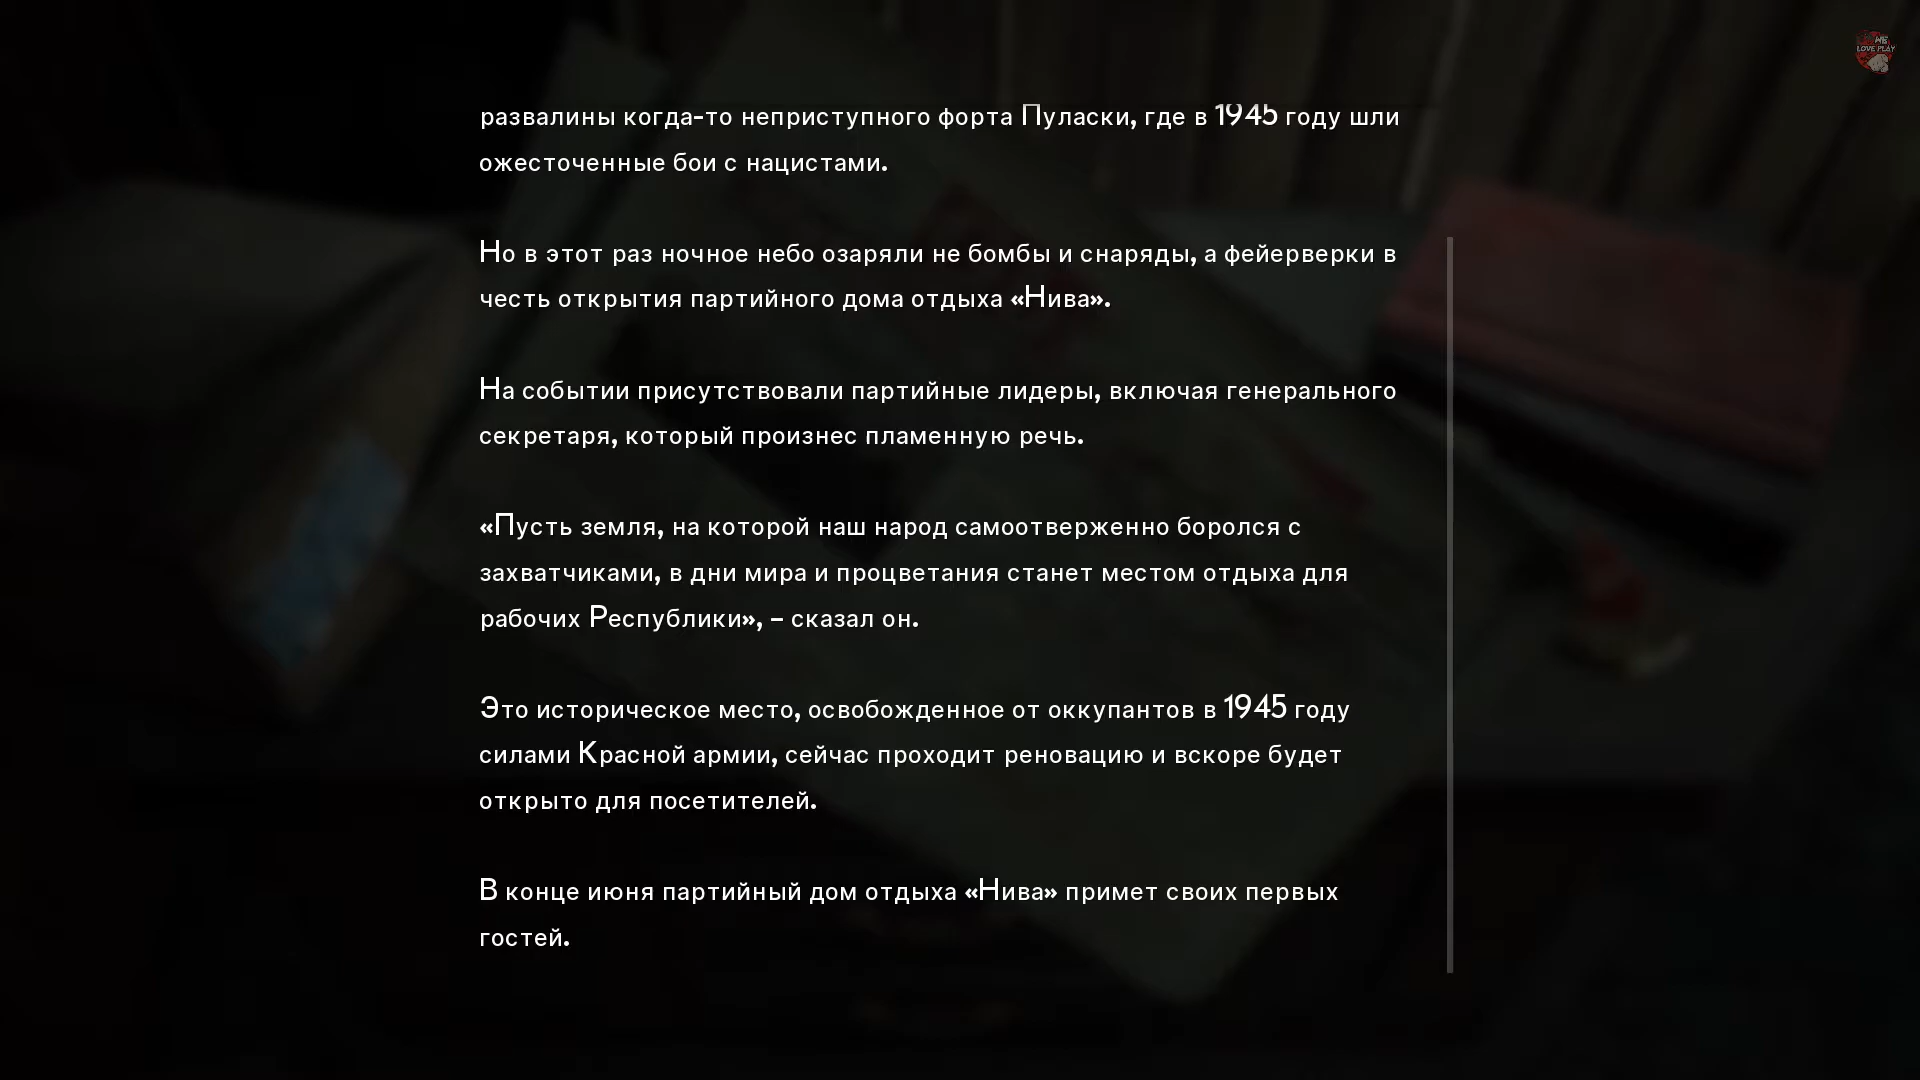 WE
LOVE PLAY
развалины когда-то неприступного форта Пуласки, где в 1945 году шли
ожесточенные бои с нацистами.
Но в этот раз ночное небо озаряли не бомбы и снаряды, а фейерверки в
честь открытия партийного дома отдыха «Нива».
На событии присутствовали партийные лидеры, включая генерального
секретаря, который произнес пламенную речь.
«Пусть земля, на которой наш народ самоотверженно боролся с
захватчиками, в дни мира и процветания станет местом отдыха для
рабочих Республики», – сказал он.
Это историческое место, освобожденное от оккупантов в 1945 году
силами Красной армии, сейчас проходит реновацию и вскоре будет
открыто для посетителей.
В конце июня партийный дом отдыха «Нива» примет своих первых
гостей.